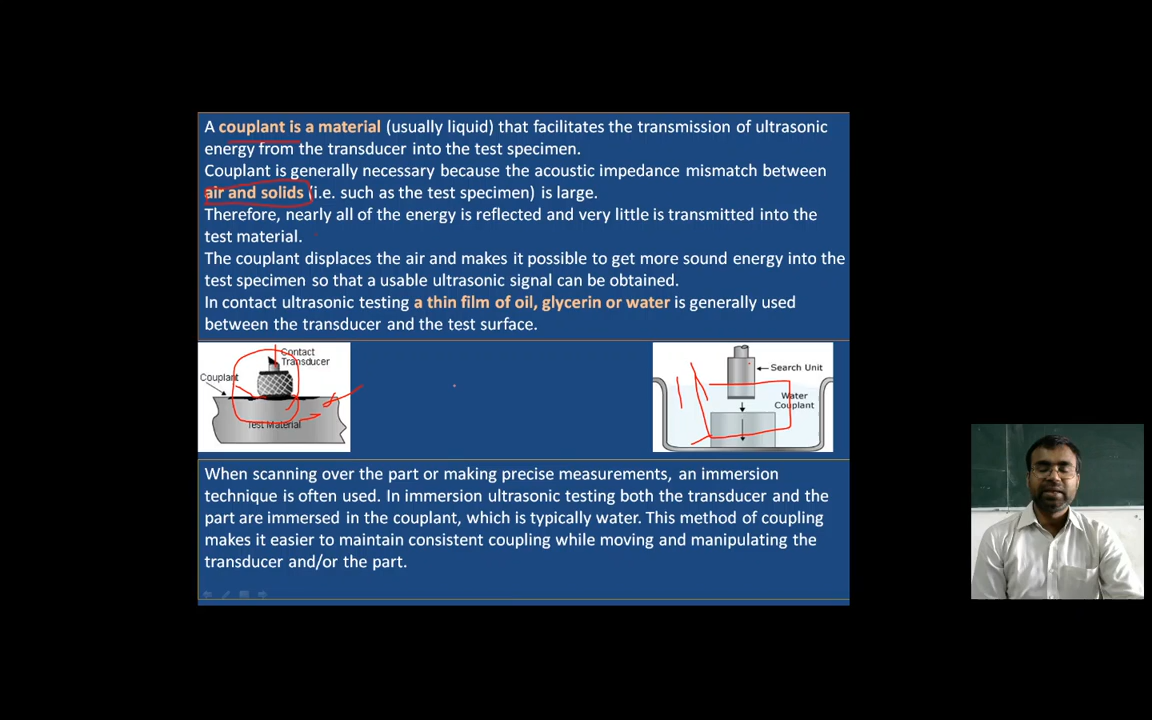 A couplant is a material (usually liquid) that facilitates the transmission of ultrasonic
energy from the transducer into the test specimen.
Couplant is generally necessary because the acoustic impedance mismatch between
air and solids (i.e. such as the test specimen) is large.
Therefore, nearly all of the energy is reflected and very little is transmitted into the
test material.
The couplant displaces the air and makes it possible to get more sound energy into the
test specimen so that a usable ultrasonic signal can be obtained.
In contact ultrasonic testing a thin film of oil, glycerin or water is generally used
between the transducer and the test surface.
Contact
Transducer
Couplant
Test Material
Search Unit
Water
Couplant
When scanning over the part or making precise measurements, an immersion
technique is often used. In immersion ultrasonic testing both the transducer and the
part are immersed in the couplant, which is typically water. This method of coupling
makes it easier to maintain consistent coupling while moving and manipulating the
transducer and/or the part.